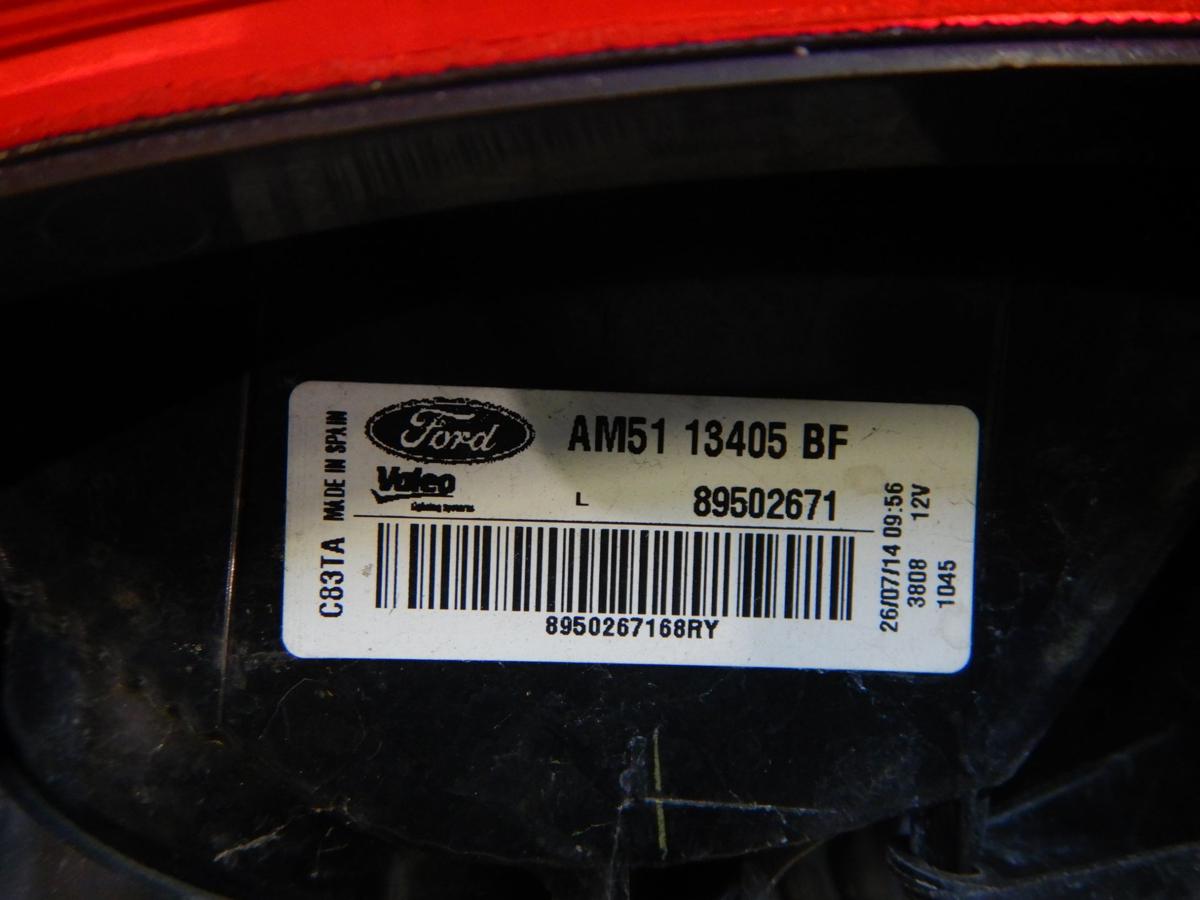 Ford
AM51 13405 BF
Valeo
Lighting Systems
L
89502671
C83TA MADE IN SPAIN
8950267168RY
26/07/14 09:56
3808 12V
1045